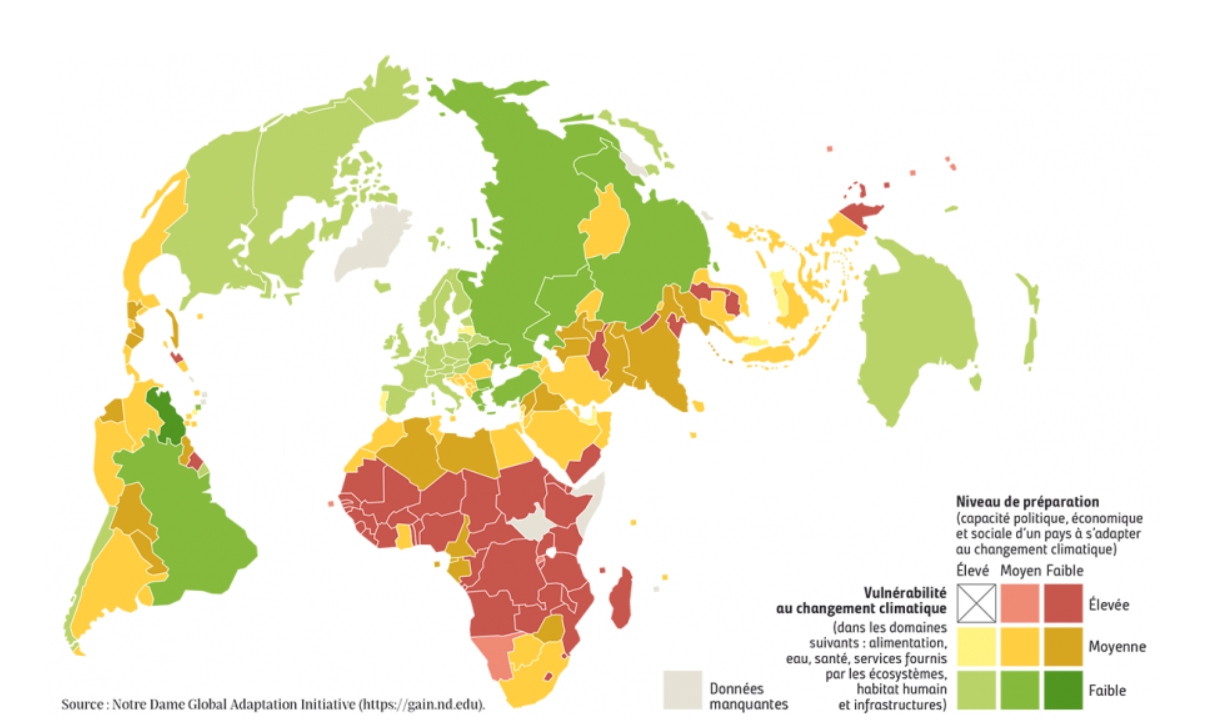 Niveau de préparation
(capacité politique, économique
et sociale d'un pays à s'adapter
au changement climatique)
Élevé Moyen Faible
Vulnérabilité
au changement climatique
(dans les domaines
suivants : alimentation,
eau, santé, services fournis
par les écosystèmes,
habitat humain
et infrastructures)
Élevée
Moyenne
Faible
Données
manquantes
Source : Notre Dame Global Adaptation Initiative (https://gain.nd.edu).